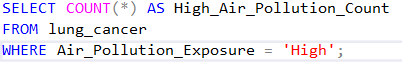 SELECT COUNT(*) AS High_Air_Pollution_Count
FROM lung_cancer
WHERE Air_Pollution_Exposure = 'High';